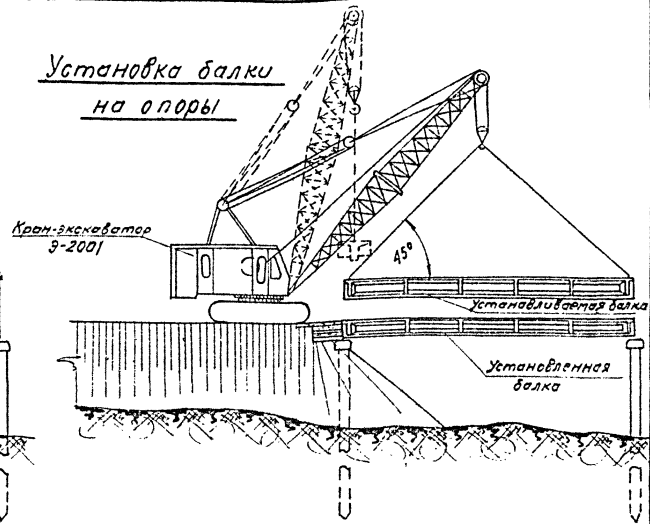 Установка балки
на опоры
Кран-экскаватор
Э-2001
45°
Устанавливаемая балка
Установленная
балка